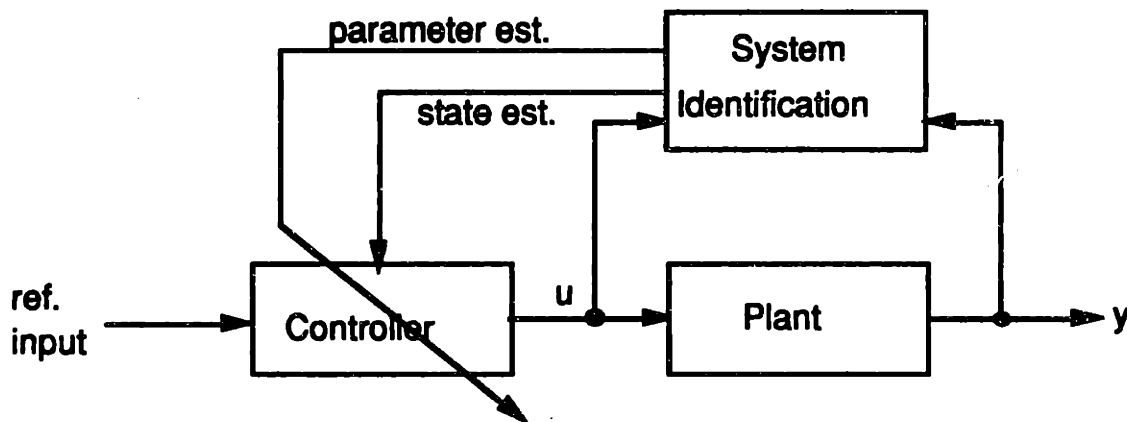 parameter est.
System
Identification
state est.
ref.
input
Controller
u
Plant
y